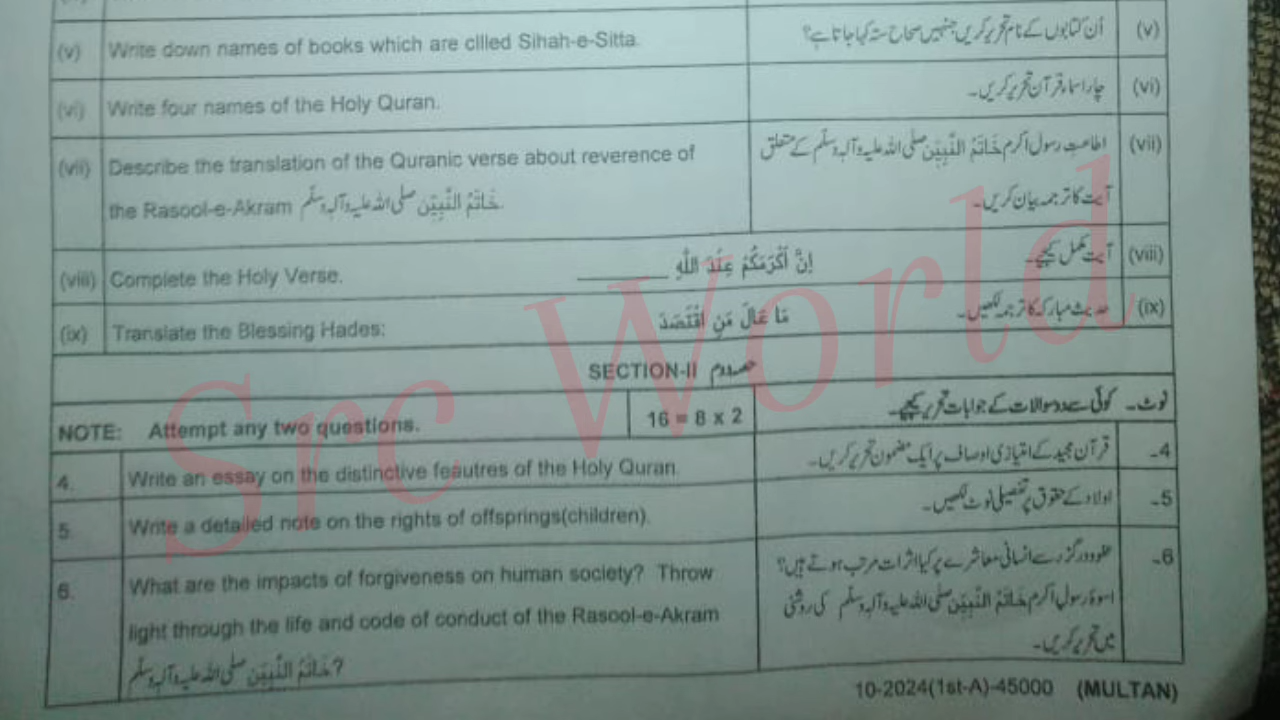 (v) Write down names of books which are cllled Sihah-e-Sitta. اُن کتابوں کے نام تحریر کریں جنہیں صحاح ستہ کہا جاتا ہے؟ (v)
(vi) Write four names of the Holy Quran. چار اسماء قرآن تحریر کریں۔ (vi)
(vii) Describe the translation of the Quranic verse about reverence of اطاعتِ رسول اکرم خَاتَمُ النَّبِیّٖنَ صلی اللہ علیہ وآلہ وسلّم کے متعلق (vii)
the Rasool-e-Akram خَاتَمُ النَّبِیّٖنَ صلی اللہ علیہ وآلہ وسلّم. آیت کا ترجمہ بیان کریں۔
(viii) Complete the Holy Verse. اِنَّ اَکْرَمَکُمْ عِنْدَ اللّٰہِ ________ آیت مکمل کیجیے۔ (viii)
(ix) Translate the Blessing Hades: مَا عَالَ مَنِ اقْتَصَدَ حدیث مبارکہ کا ترجمہ لکھیں۔ (ix)
SECTION-II حصہ دوم
NOTE: Attempt any two questions. 16 = 8 x 2 نوٹ۔ کوئی سے دو سوالات کے جوابات تحریر کیجیے۔
4. Write an essay on the distinctive feautres of the Holy Quran. قرآن مجید کے امتیازی اوصاف پر ایک مضمون تحریر کریں۔ 4۔
5. Write a detailed note on the rights of offsprings(children). اولاد کے حقوق پر تفصیلی نوٹ لکھیں۔ 5۔
6. What are the impacts of forgiveness on human society? Throw عفو و درگزر سے انسانی معاشرے پر کیا اثرات مرتب ہوتے ہیں؟ 6۔
light through the life and code of conduct of the Rasool-e-Akram اسوۂ رسول اکرم خَاتَمُ النَّبِیّٖنَ صلی اللہ علیہ وآلہ وسلّم کی روشنی
خَاتَمُ النَّبِیّٖنَ صلی اللہ علیہ وآلہ وسلّم? میں تحریر کریں۔
10-2024(1st-A)-45000 (MULTAN)
Src World